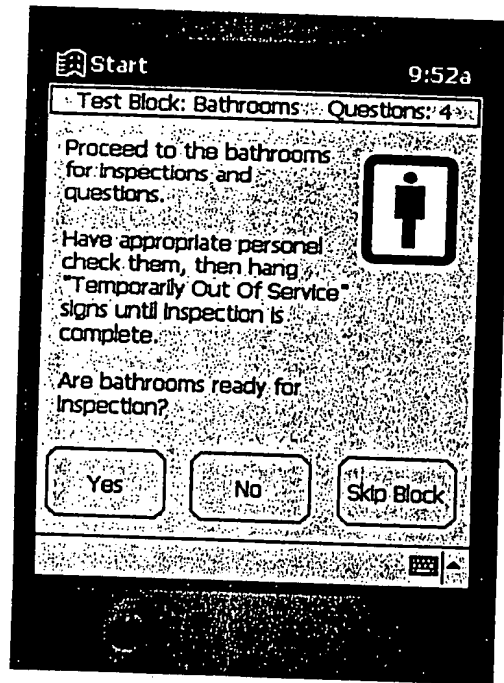 Start
9:52a
Test Block: Bathrooms Questions: 4
Proceed to the bathrooms
for inspections and
questions.
Have appropriate personel
check them, then hang
"Temporarily Out Of Service"
signs until inspection is
complete.
Are bathrooms ready for
Inspection?
Yes
No
Skip Block